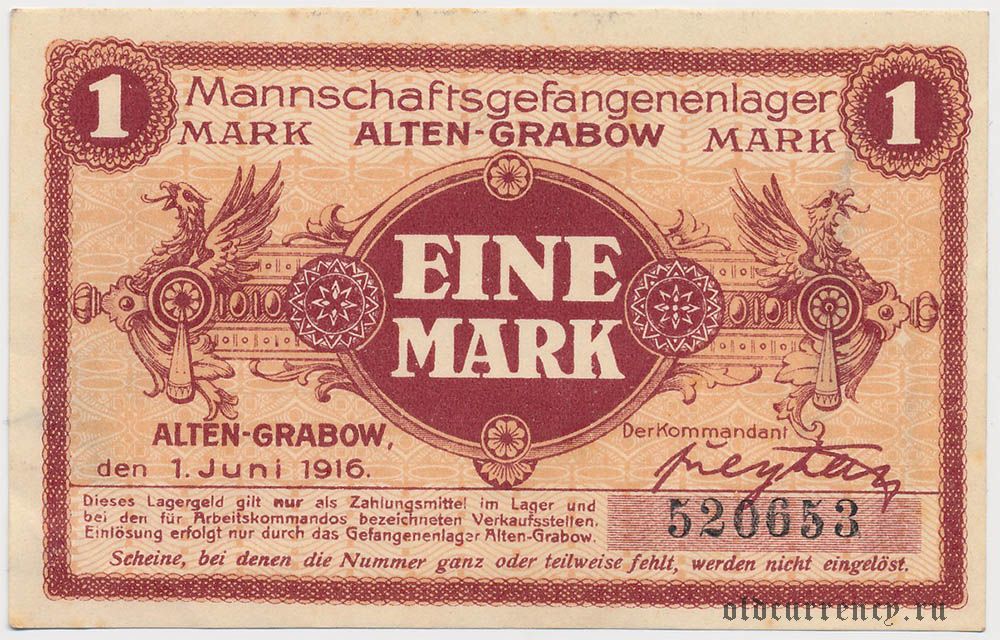 1 Mannschaftsgefangenenlager 1
MARK ALTEN-GRABOW MARK
EINE
MARK
ALTEN-GRABOW,
den 1. Juni 1916.
Der Kommandant
Dieses Lagergeld gilt nur als Zahlungsmittel im Lager und
bei den für Arbeitskommandos bezeichneten Verkaufsstellen.
Einlösung erfolgt nur durch das Gefangenenlager Alten-Grabow.
520653
Scheine, bei denen die Nummer ganz oder teilweise fehlt, werden nicht eingelöst.
oldcurrency.ru